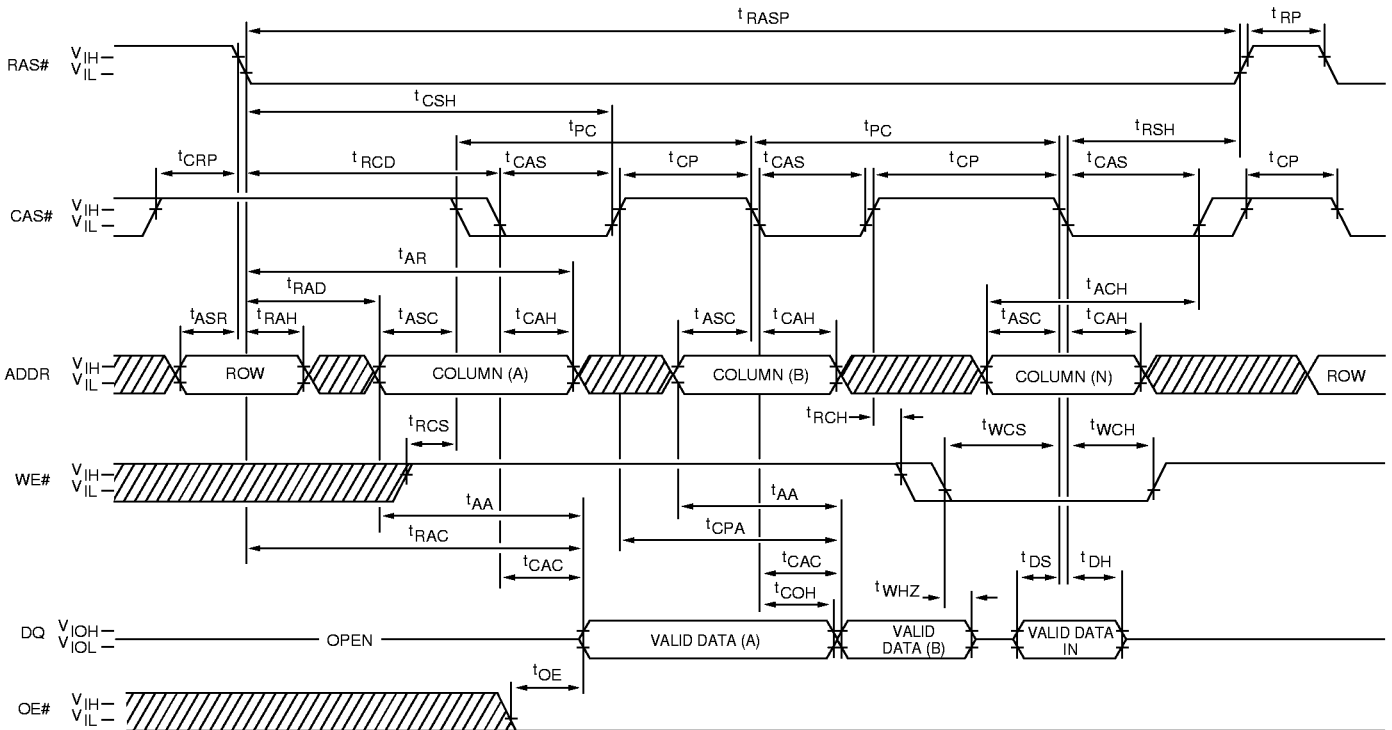 tRASP tRP
RAS# VIH VIL
tCSH
tPC tPC tRSH
tCRP tRCD tCAS tCP tCAS tCP tCAS tCP
CAS# VIH VIL
tAR
tRAD tACH
tASR tRAH tASC tCAH tASC tCAH tASC tCAH
ADDR VIH VIL ROW COLUMN (A) COLUMN (B) COLUMN (N) ROW
tRCH
tRCS tWCS tWCH
WE# VIH VIL
tAA tAA
tRAC tCPA
tCAC tCAC tDS tDH
tCOH tWHZ
DQ VIOH VIOL OPEN VALID DATA (A) VALID DATA (B) VALID DATA IN
tOE
OE# VIH VIL